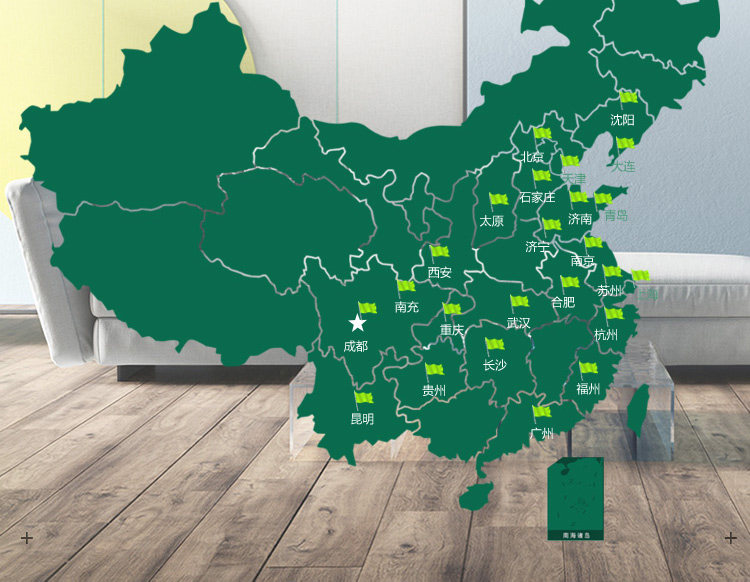 沈阳
北京
大连
天津
石家庄
青岛
太原
济南
济宁
南京
西安
苏州
上海
合肥
南充
武汉
重庆
杭州
成都
长沙
福州
贵州
昆明
广州
南海诸岛